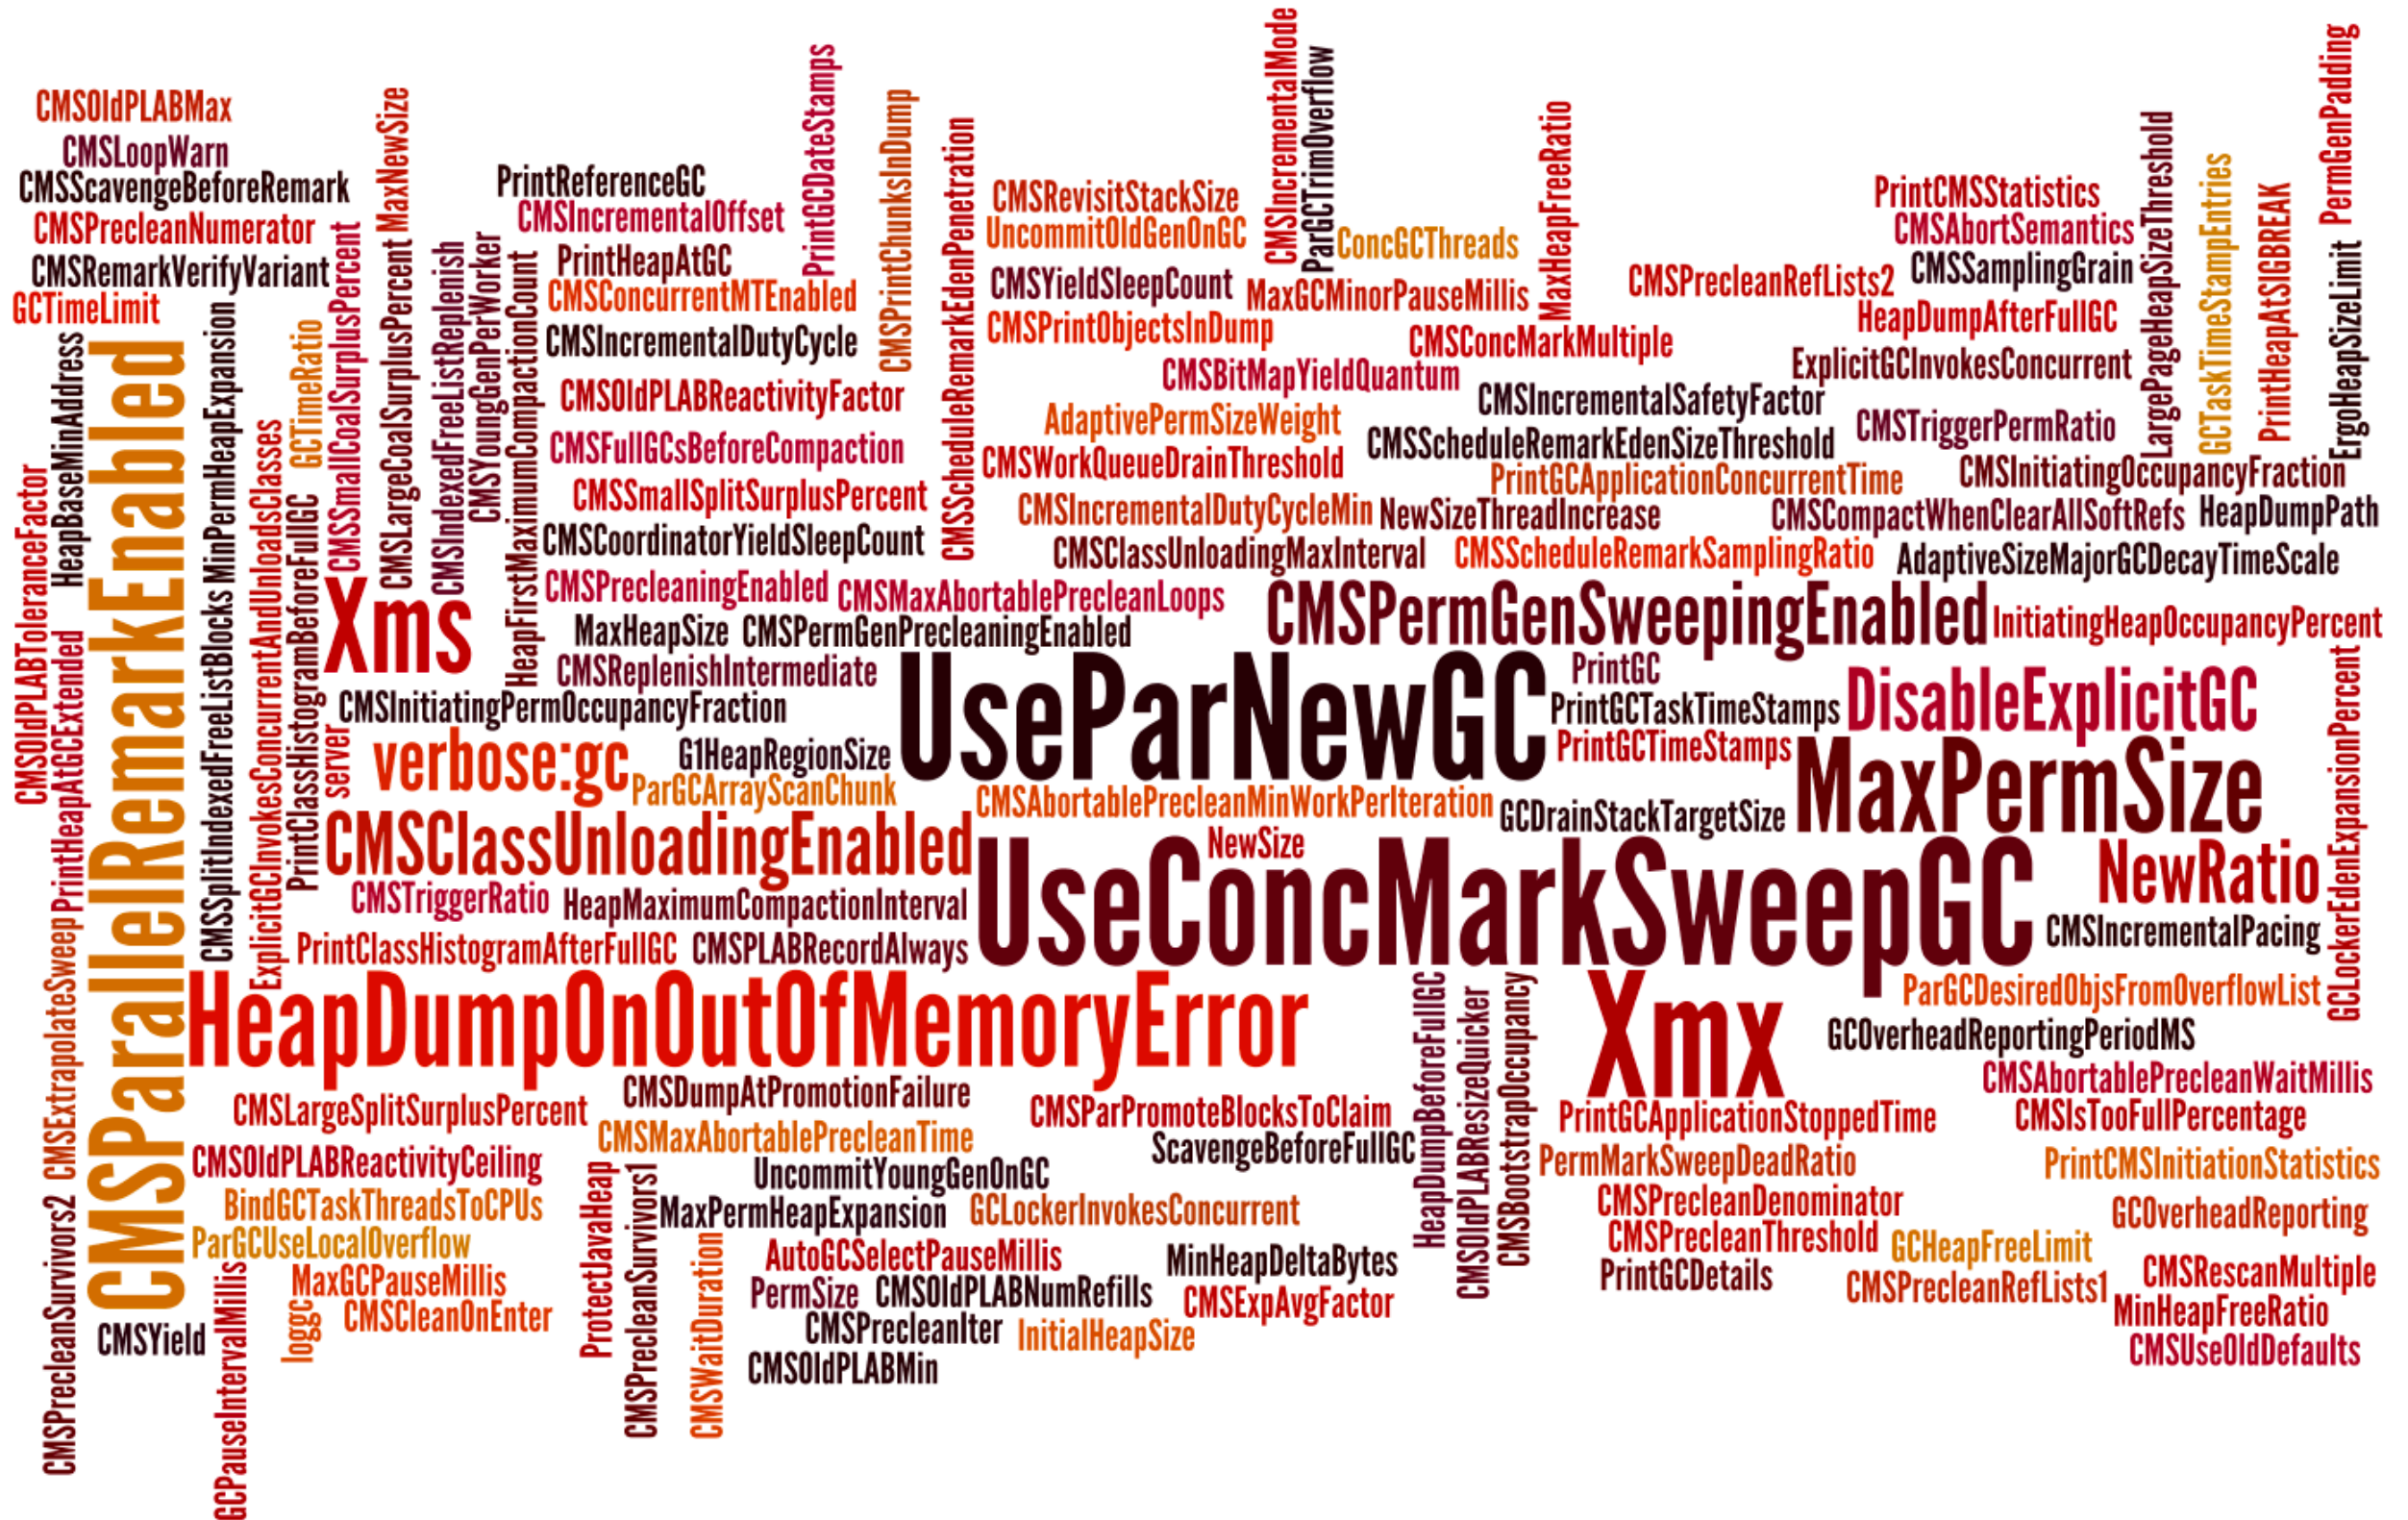 CMSOldPLABMax
CMSLoopWarn
CMSScavengeBeforeRemark
CMSPrecleanNumerator
CMSRemarkVerifyVariant
GCTimeLimit
CMSOldPLABToleranceFactor
HeapBaseMinAddress
PrintHeapAtGCExtended
CMSExtrapolateSweep
CMSPrecleanSurvivors2
CMSParallelRemarkEnabled
MinPermHeapExpansion
CMSSplitIndexedFreeListBlocks
ExplicitGCInvokesConcurrentAndUnloadsClasses
GCTimeRatio
PrintClassHistogramBeforeFullGC
CMSSmallCoalSurplusPercent
server
MaxNewSize
CMSLargeCoalSurplusPercent
CMSIndexedFreeListReplenish
CMSYoungGenPerWorker
HeapFirstMaximumCompactionCount
Xms
PrintReferenceGC
CMSIncrementalOffset
PrintHeapAtGC
CMSConcurrentMTEnabled
CMSIncrementalDutyCycle
CMSOldPLABReactivityFactor
CMSFullGCsBeforeCompaction
CMSSmallSplitSurplusPercent
CMSCoordinatorYieldSleepCount
CMSPrecleaningEnabled
CMSMaxAbortablePrecleanLoops
MaxHeapSize
CMSPermGenPrecleaningEnabled
CMSReplenishIntermediate
CMSInitiatingPermOccupancyFraction
PrintGCDateStamps
CMSPrintChunksInDump
CMSScheduleRemarkEdenPenetration
CMSRevisitStackSize
UncommitOldGenOnGC
CMSYieldSleepCount
CMSPrintObjectsInDump
CMSIncrementalMode
ParGCTrimOverflow
ConcGCThreads
MaxGCMinorPauseMillis
MaxHeapFreeRatio
CMSConcMarkMultiple
CMSBitMapYieldQuantum
CMSIncrementalSafetyFactor
AdaptivePermSizeWeight
CMSScheduleRemarkEdenSizeThreshold
CMSWorkQueueDrainThreshold
PrintGCApplicationConcurrentTime
CMSIncrementalDutyCycleMin
NewSizeThreadIncrease
CMSClassUnloadingMaxInterval
CMSScheduleRemarkSamplingRatio
PrintCMSStatistics
CMSAbortSemantics
CMSSamplingGrain
CMSPrecleanRefLists2
HeapDumpAfterFullGC
ExplicitGCInvokesConcurrent
CMSTriggerPermRatio
LargePageHeapSizeThreshold
GCTaskTimeStampEntries
PrintHeapAtSIGBREAK
PermGenPadding
ErgoHeapSizeLimit
CMSInitiatingOccupancyFraction
CMSCompactWhenClearAllSoftRefs
HeapDumpPath
AdaptiveSizeMajorGCDecayTimeScale
CMSPermGenSweepingEnabled
InitiatingHeapOccupancyPercent
UseParNewGC
PrintGC
PrintGCTaskTimeStamps
PrintGCTimeStamps
DisableExplicitGC
MaxPermSize
GCLockerEdenExpansionPercent
verbose:gc
G1HeapRegionSize
ParGCArrayScanChunk
CMSAbortablePrecleanMinWorkPerIteration
GCDrainStackTargetSize
CMSClassUnloadingEnabled
NewSize
UseConcMarkSweepGC
NewRatio
CMSIncrementalPacing
CMSTriggerRatio
HeapMaximumCompactionInterval
PrintClassHistogramAfterFullGC
CMSPLABRecordAlways
HeapDumpOnOutOfMemoryError
HeapDumpBeforeFullGC
CMSOldPLABResizeQuicker
CMSBootstrapOccupancy
Xmx
ParGCDesiredObjsFromOverflowList
GCOverheadReportingPeriodMS
CMSAbortablePrecleanWaitMillis
CMSIsTooFullPercentage
PrintGCApplicationStoppedTime
PermMarkSweepDeadRatio
PrintCMSInitiationStatistics
CMSPrecleanDenominator
GCOverheadReporting
CMSPrecleanThreshold
GCHeapFreeLimit
PrintGCDetails
CMSPrecleanRefLists1
CMSRescanMultiple
MinHeapFreeRatio
CMSUseOldDefaults
CMSLargeSplitSurplusPercent
CMSDumpAtPromotionFailure
CMSMaxAbortablePrecleanTime
CMSParPromoteBlocksToClaim
ScavengeBeforeFullGC
CMSOldPLABReactivityCeiling
BindGCTaskThreadsToCPUs
ParGCUseLocalOverflow
MaxGCPauseMillis
CMSCleanOnEnter
loggc
CMSYield
GCPauseIntervalMillis
ProtectJavaHeap
CMSPrecleanSurvivors1
CMSWaitDuration
UncommitYoungGenOnGC
MaxPermHeapExpansion
GCLockerInvokesConcurrent
AutoGCSelectPauseMillis
MinHeapDeltaBytes
PermSize
CMSOldPLABNumRefills
CMSExpAvgFactor
CMSPrecleanIter
InitialHeapSize
CMSOldPLABMin